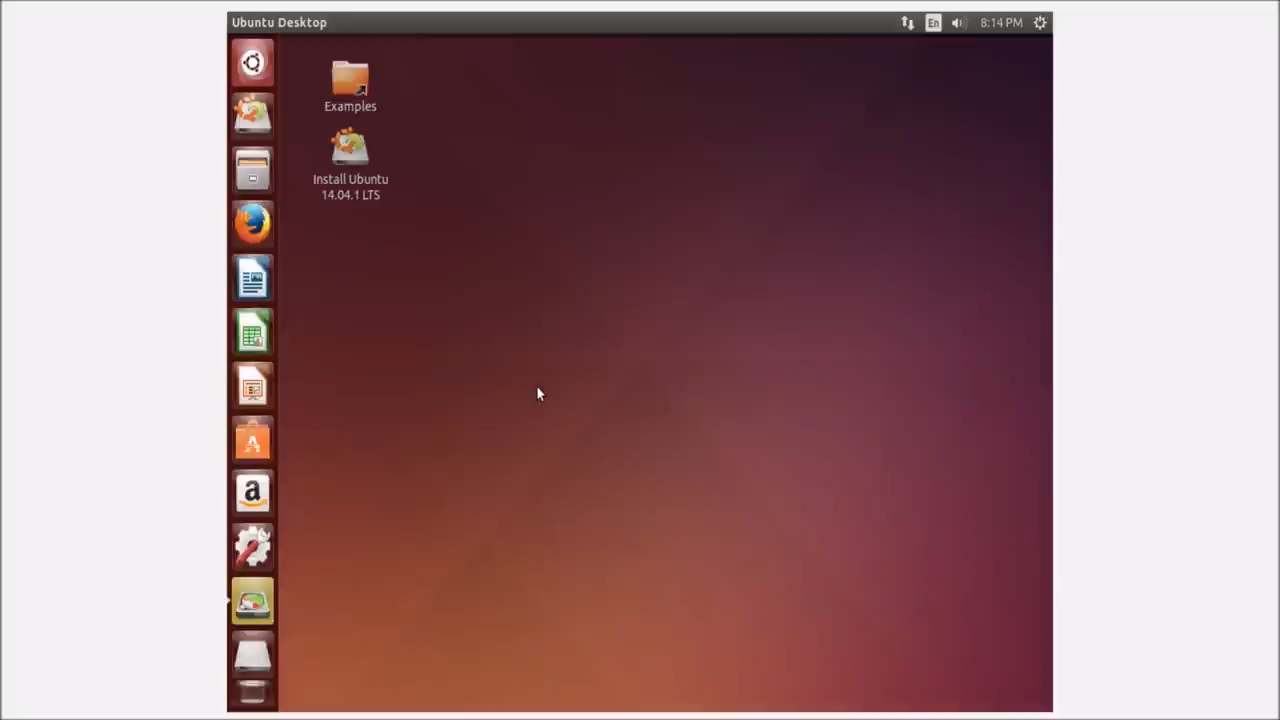 Ubuntu Desktop
En
8:14 PM
Examples
Install Ubuntu
14.04.1 LTS
A
a